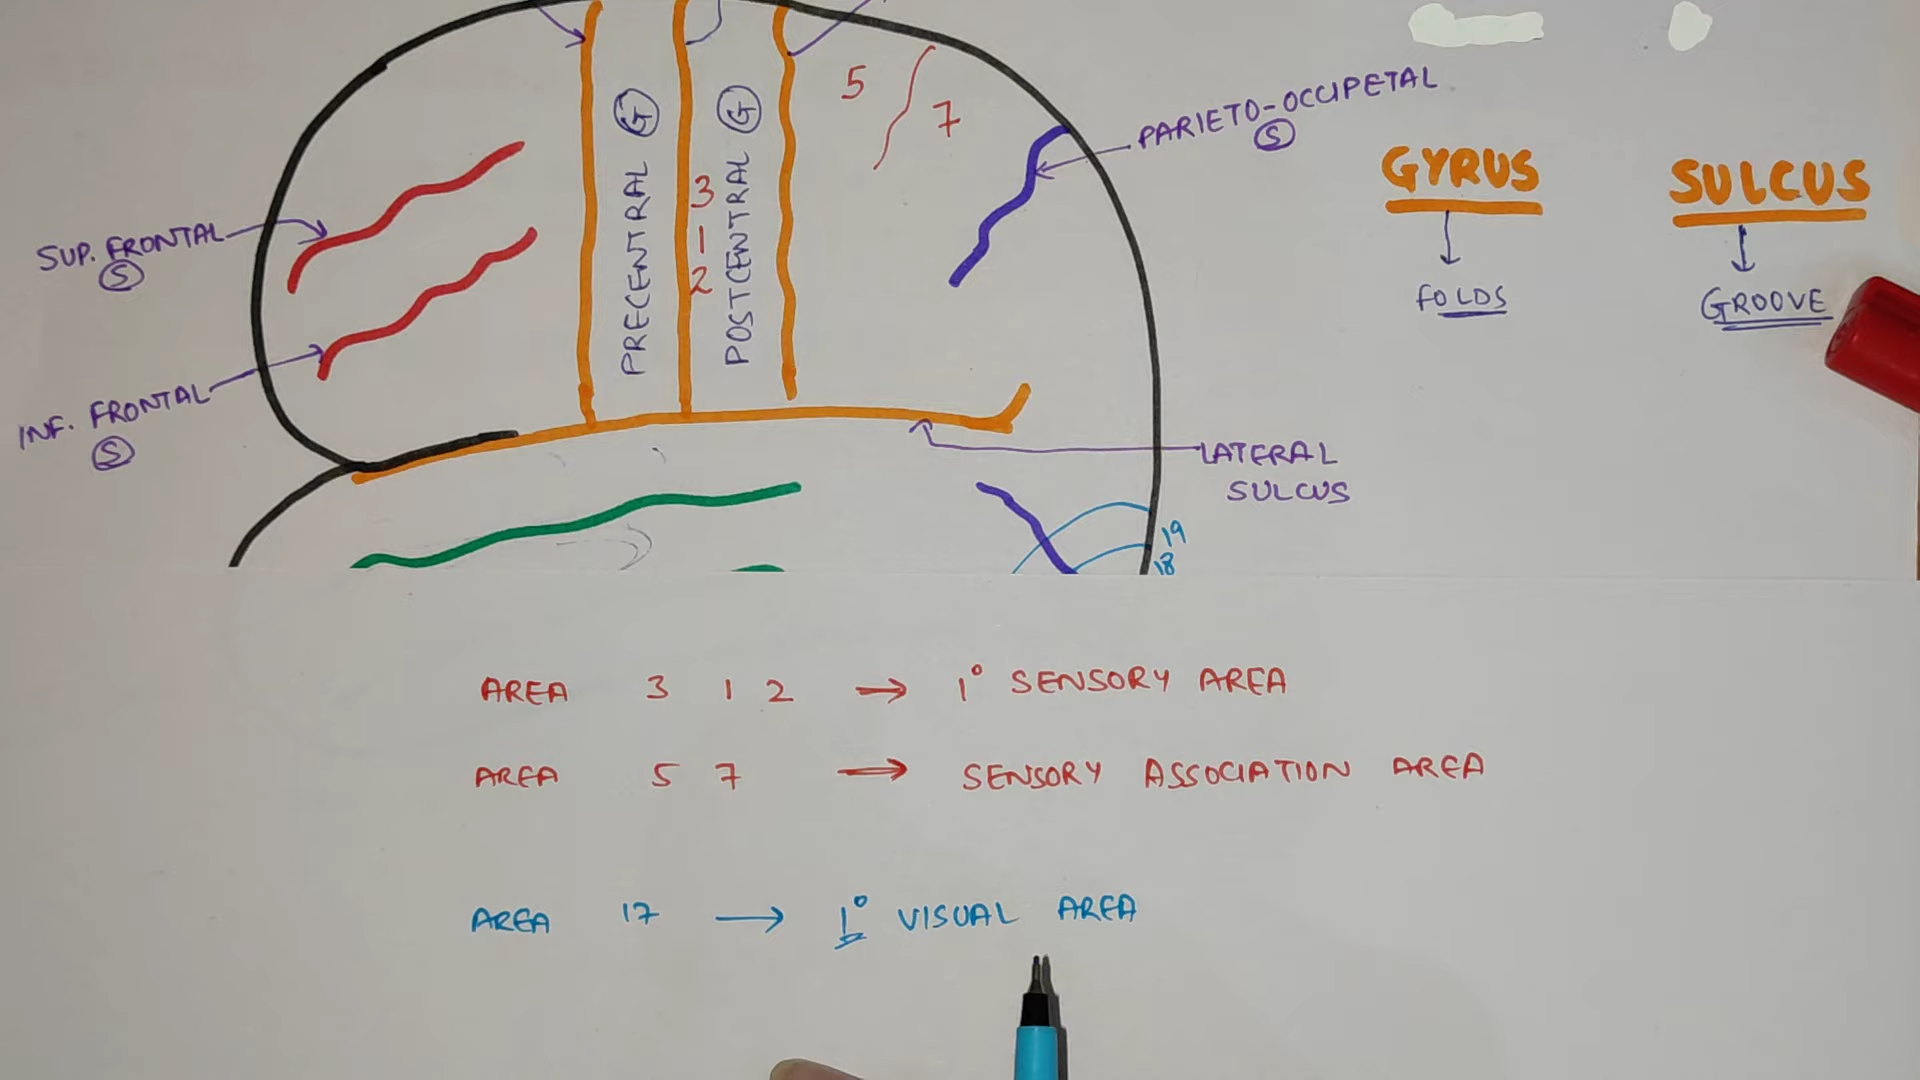 PRECENTRAL G
POSTCENTRAL G
3
1
2
5
7
PARIETO-OCCIPETAL
S
SUP. FRONTAL
S
INF. FRONTAL
S
LATERAL
SULCUS
19
18
GYRUS
FOLDS
SULCUS
GROOVE
AREA 3 1 2 → 1° SENSORY AREA
AREA 5 7 → SENSORY ASSOCIATION AREA
AREA 17 → 1° VISUAL AREA